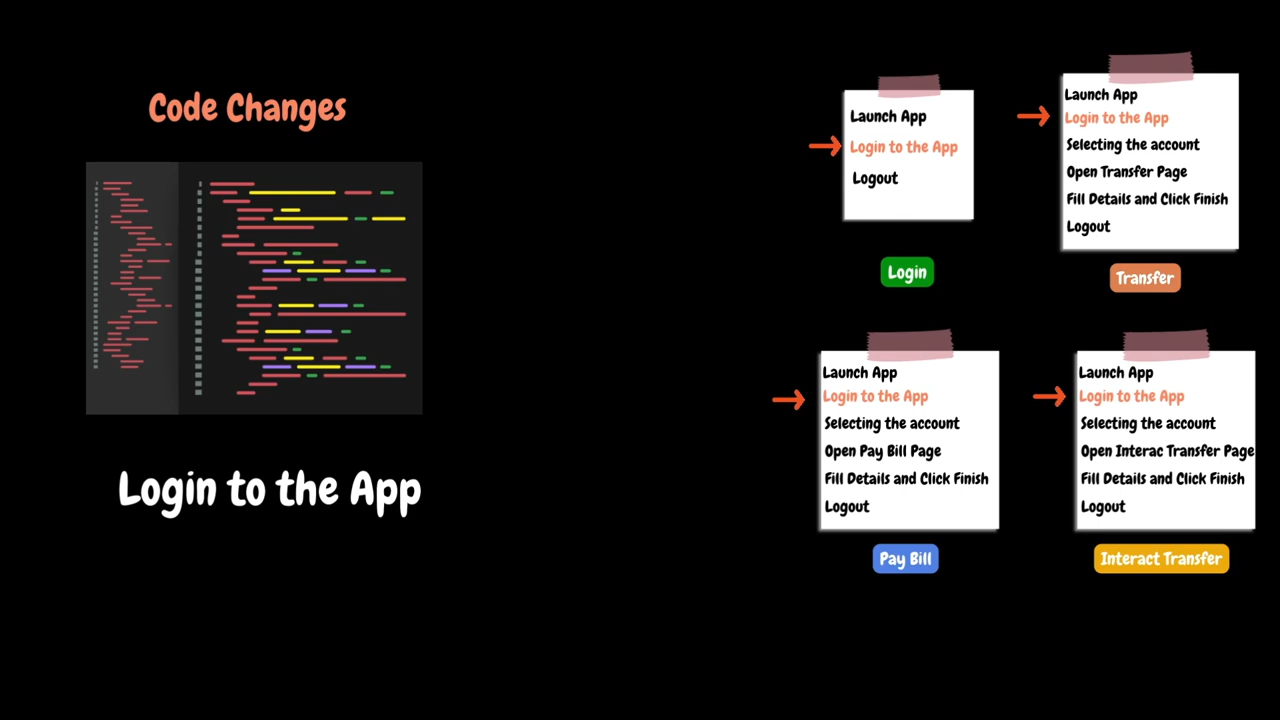 Code Changes
Login to the App
Launch App
Login to the App
Logout
Login
Launch App
Login to the App
Selecting the account
Open Transfer Page
Fill Details and Click Finish
Logout
Transfer
Launch App
Login to the App
Selecting the account
Open Pay Bill Page
Fill Details and Click Finish
Logout
Pay Bill
Launch App
Login to the App
Selecting the account
Open Interac Transfer Page
Fill Details and Click Finish
Logout
Interact Transfer